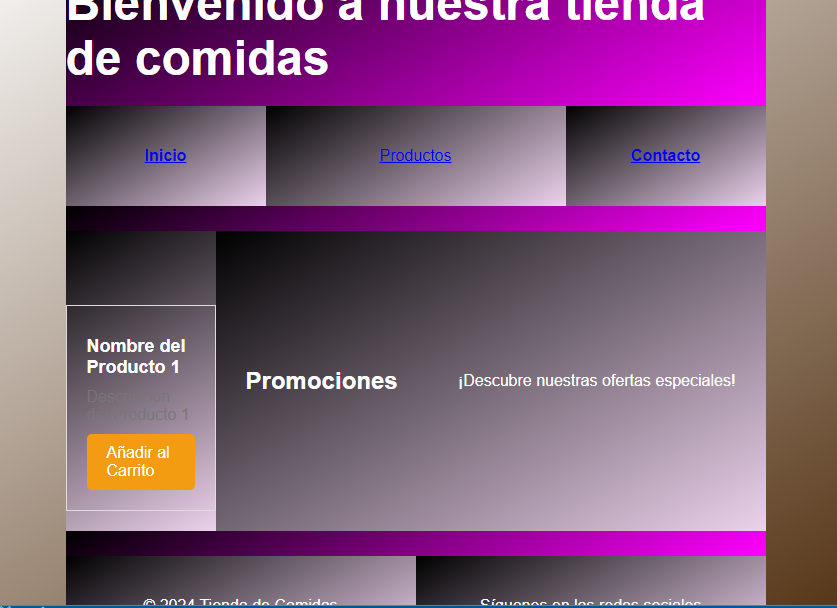 Bienvenido a nuestra tienda
de comidas
Inicio
Productos
Contacto
Nombre del
Producto 1
Descripción
del Producto 1
Añadir al
Carrito
Promociones
¡Descubre nuestras ofertas especiales!
© 2024 Tienda de Comidas
Síguenos en las redes sociales